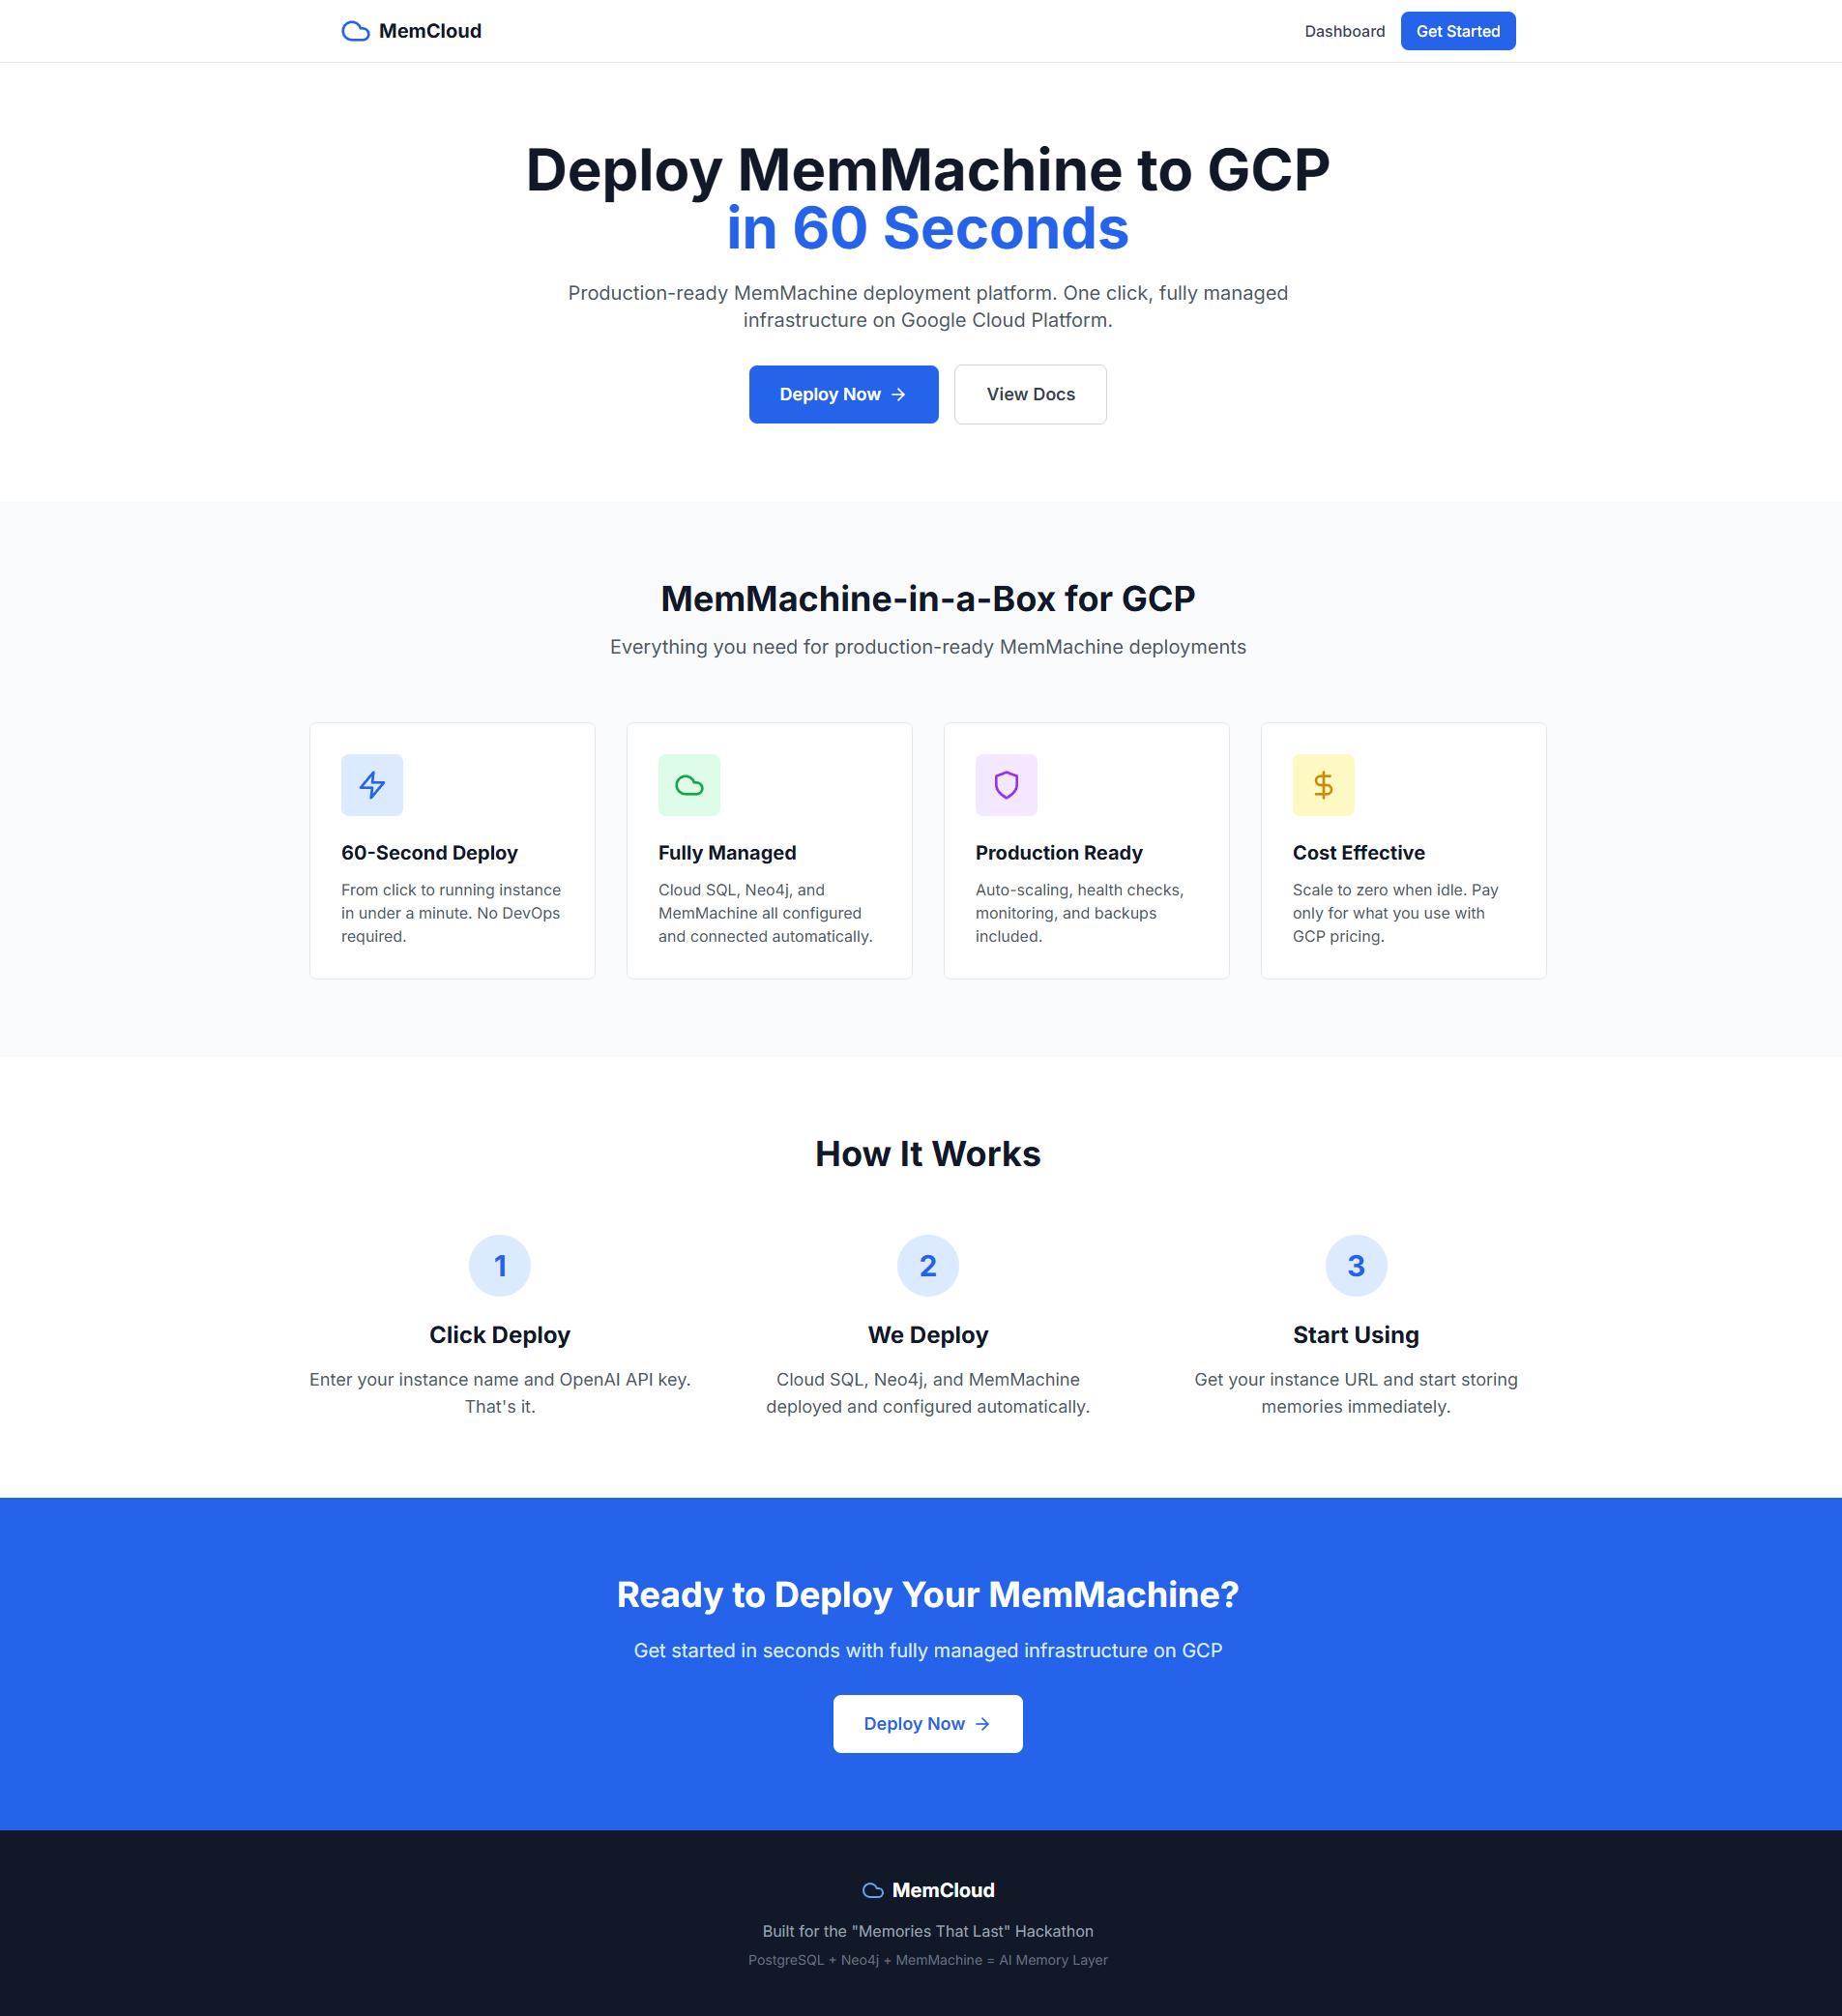 MemCloud
Dashboard
Get Started
Deploy MemMachine to GCP
in 60 Seconds
Production-ready MemMachine deployment platform. One click, fully managed
infrastructure on Google Cloud Platform.
Deploy Now →
View Docs
MemMachine-in-a-Box for GCP
Everything you need for production-ready MemMachine deployments
60-Second Deploy
From click to running instance
in under a minute. No DevOps
required.
Fully Managed
Cloud SQL, Neo4j, and
MemMachine all configured
and connected automatically.
Production Ready
Auto-scaling, health checks,
monitoring, and backups
included.
Cost Effective
Scale to zero when idle. Pay
only for what you use with
GCP pricing.
How It Works
1
Click Deploy
Enter your instance name and OpenAI API key.
That's it.
2
We Deploy
Cloud SQL, Neo4j, and MemMachine
deployed and configured automatically.
3
Start Using
Get your instance URL and start storing
memories immediately.
Ready to Deploy Your MemMachine?
Get started in seconds with fully managed infrastructure on GCP
Deploy Now →
MemCloud
Built for the "Memories That Last" Hackathon
PostgreSQL + Neo4j + MemMachine = AI Memory Layer